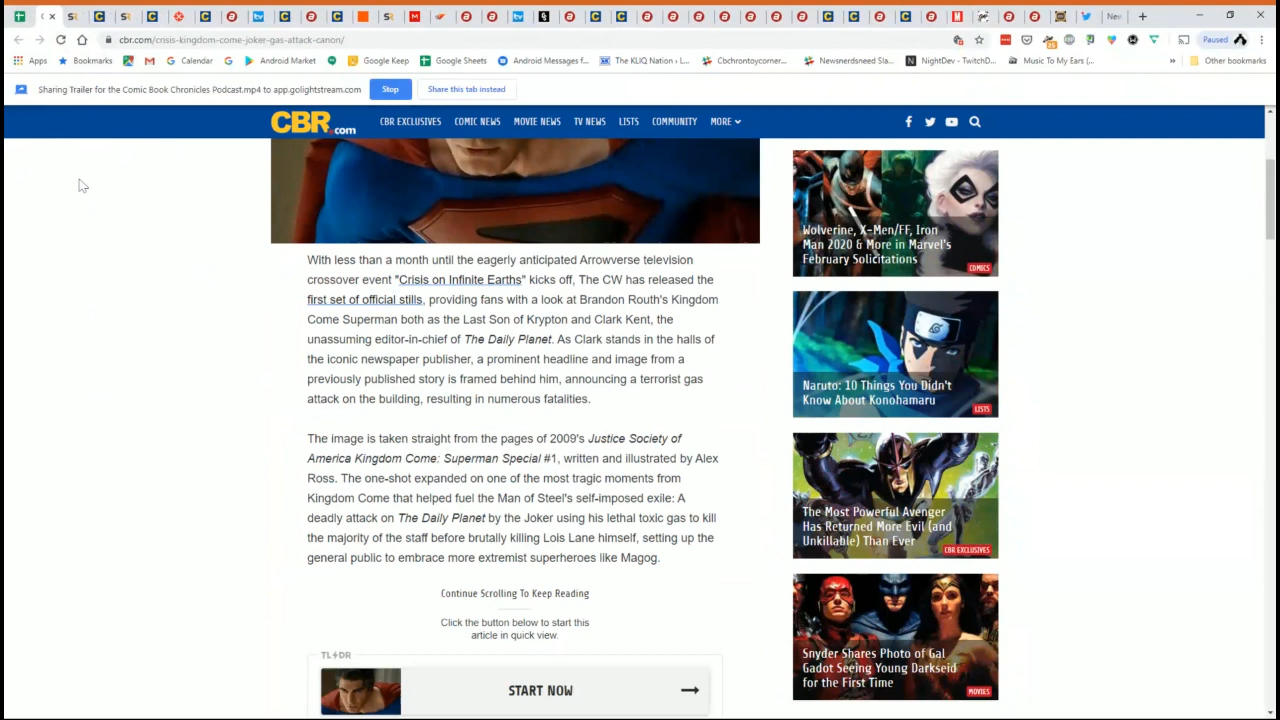 New
cbr.com/crisis-kingdom-come-joker-gas-attack-canon/
Paused
Apps
Bookmarks
Calendar
Android Market
Google Keep
Google Sheets
Android Messages f...
The KLIQ Nation › L...
Cbchrontoycorner...
Newsnerdsneed Sla...
NightDev - TwitchD...
Music To My Ears (...
»
Other bookmarks
Sharing Trailer for the Comic Book Chronicles Podcast.mp4 to app.golightstream.com
Stop
Share this tab instead
CBR.com
CBR EXCLUSIVES
COMIC NEWS
MOVIE NEWS
TV NEWS
LISTS
COMMUNITY
MORE
With less than a month until the eagerly anticipated Arrowverse television
crossover event "Crisis on Infinite Earths" kicks off, The CW has released the
first set of official stills, providing fans with a look at Brandon Routh's Kingdom
Come Superman both as the Last Son of Krypton and Clark Kent, the
unassuming editor-in-chief of The Daily Planet. As Clark stands in the halls of
the iconic newspaper publisher, a prominent headline and image from a
previously published story is framed behind him, announcing a terrorist gas
attack on the building, resulting in numerous fatalities.
The image is taken straight from the pages of 2009's Justice Society of
America Kingdom Come: Superman Special #1, written and illustrated by Alex
Ross. The one-shot expanded on one of the most tragic moments from
Kingdom Come that helped fuel the Man of Steel's self-imposed exile: A
deadly attack on The Daily Planet by the Joker using his lethal toxic gas to kill
the majority of the staff before brutally killing Lois Lane himself, setting up the
general public to embrace more extremist superheroes like Magog.
Continue Scrolling To Keep Reading
Click the button below to start this
article in quick view.
TL DR
START NOW
Wolverine, X-Men/FF, Iron
Man 2020 & More in Marvel's
February Solicitations
COMICS
Naruto: 10 Things You Didn't
Know About Konohamaru
LISTS
The Most Powerful Avenger
Has Returned More Evil (and
Unkillable) Than Ever
CBR EXCLUSIVES
Snyder Shares Photo of Gal
Gadot Seeing Young Darkseid
for the First Time
MOVIES